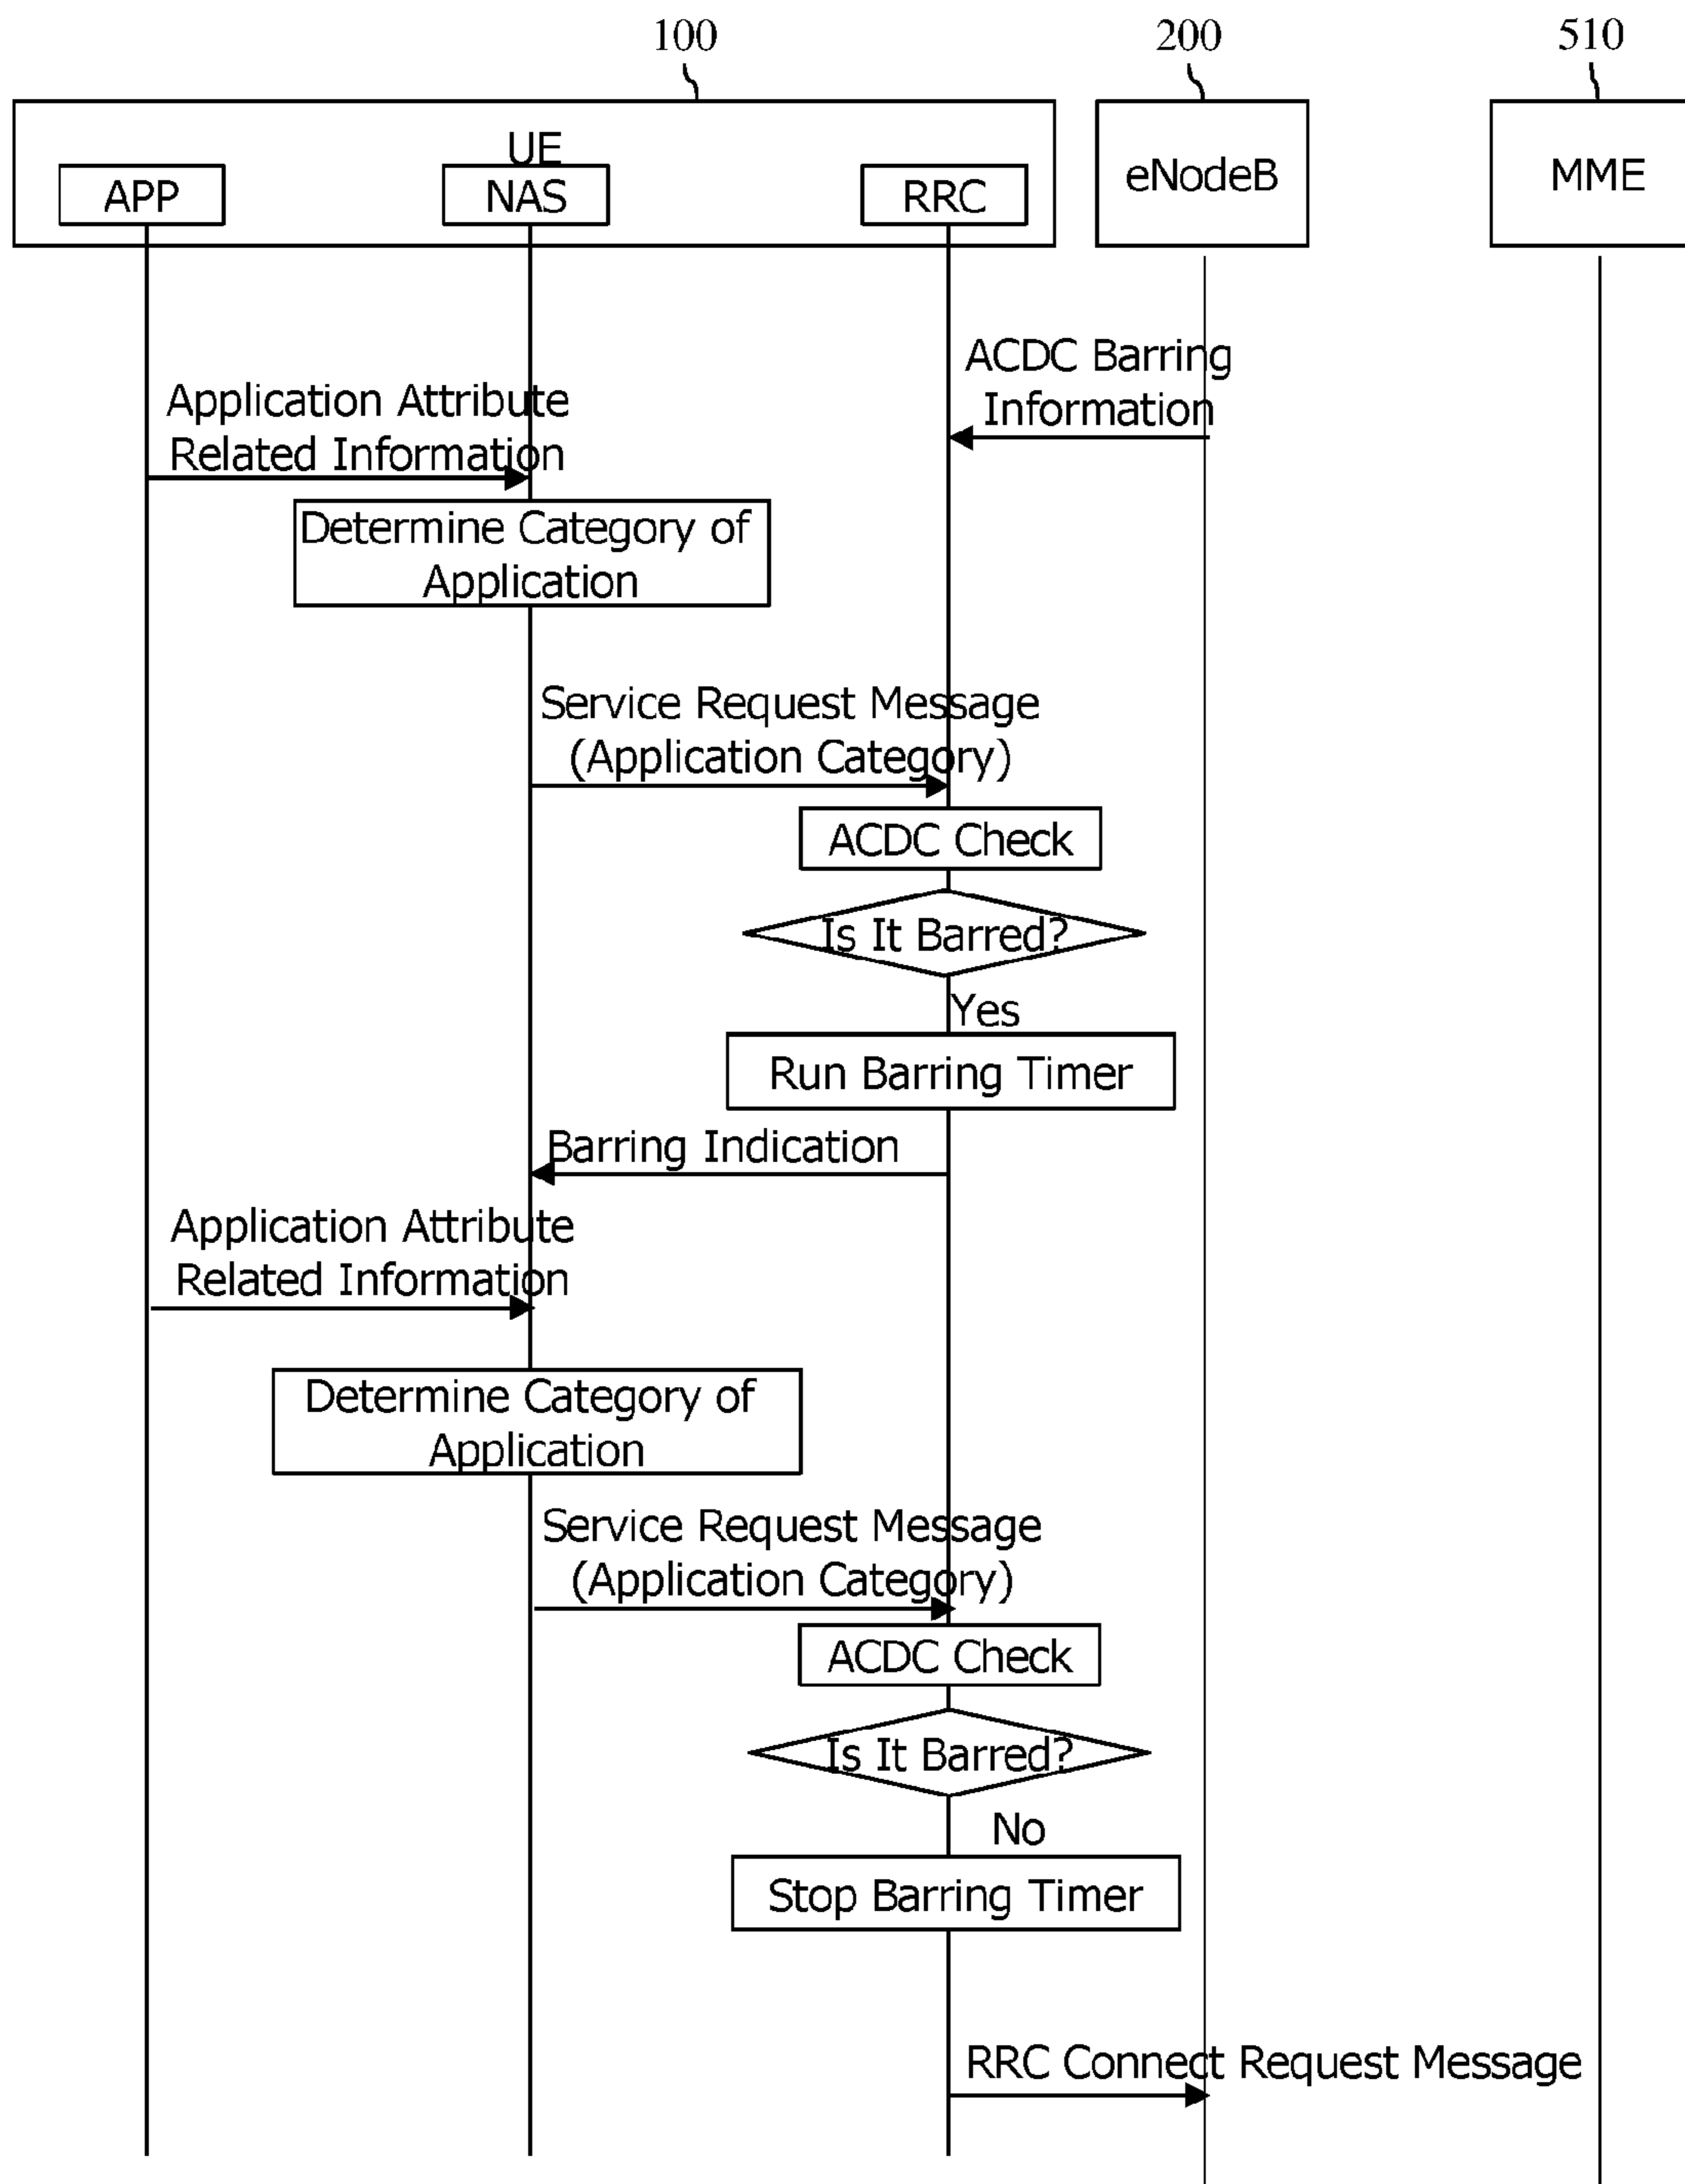 100
200
510
UE
APP
NAS
RRC
eNodeB
MME
ACDC Barring
Information
Application Attribute
Related Information
Determine Category of
Application
Service Request Message
(Application Category)
ACDC Check
Is It Barred?
Yes
Run Barring Timer
Barring Indication
Application Attribute
Related Information
Determine Category of
Application
Service Request Message
(Application Category)
ACDC Check
Is It Barred?
No
Stop Barring Timer
RRC Connect Request Message